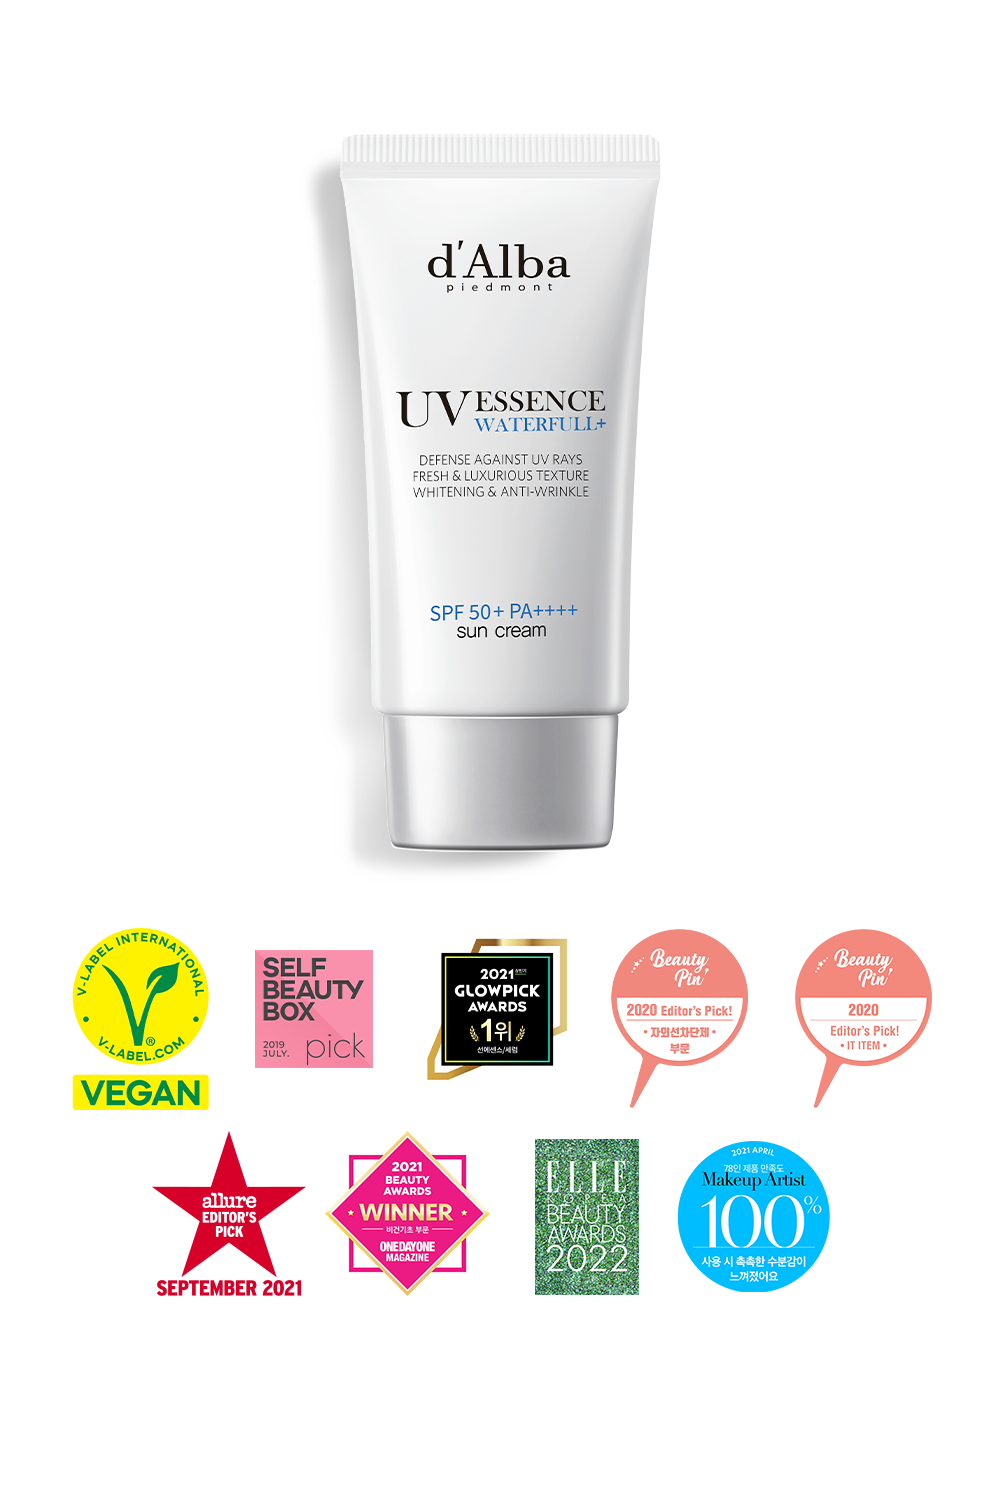 d'Alba
piedmont
UV ESSENCE
WATERFULL+
DEFENSE AGAINST UV RAYS
FRESH & LUXURIOUS TEXTURE
WHITENING & ANTI-WRINKLE
SPF 50+ PA++++
sun cream
V-LABEL INTERNATIONAL
®
• V-LABEL.COM •
VEGAN
SELF
BEAUTY
BOX
2019
JULY.
pick
2021
GLOWPICK
AWARDS
1위
선에센스/세럼
Beauty
Pin
2020 Editor's Pick!
• 자외선차단제 •
부문
Beauty
Pin
2020
Editor's Pick!
• IT ITEM •
allure
EDITOR'S
PICK
SEPTEMBER 2021
2021
BEAUTY
AWARDS
WINNER
비건기초 부문
ONEDAYONE
MAGAZINE
ELLE
KOREA
BEAUTY
AWARDS
2022
2021 APRIL
78인 제품 만족도
Makeup Artist
100%
사용 시 촉촉한 수분감이
느껴졌어요